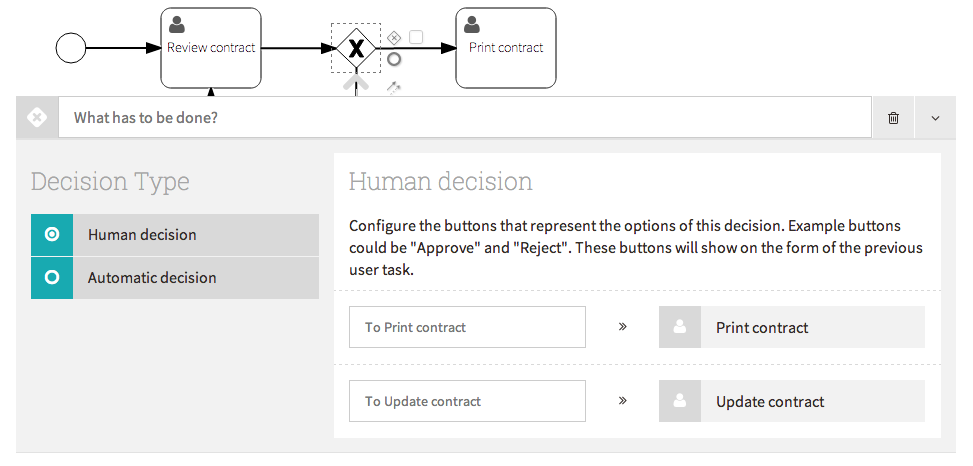 Review contract
Print contract
What has to be done?
Decision Type
Human decision
Automatic decision
Human decision
Configure the buttons that represent the options of this decision. Example buttons
could be "Approve" and "Reject". These buttons will show on the form of the previous
user task.
To Print contract
»
Print contract
To Update contract
»
Update contract